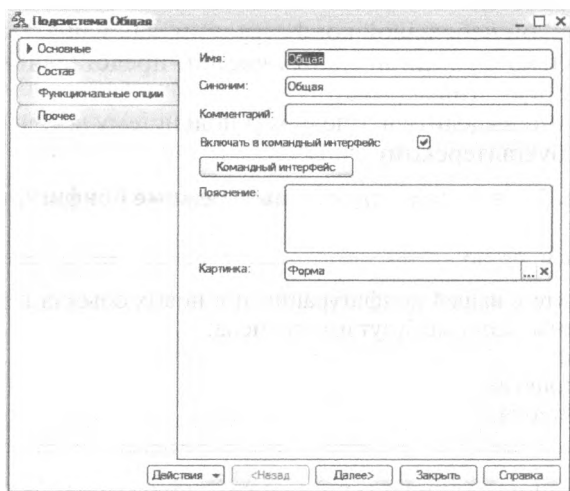 Подсистема Общая
Основные
Состав
Функциональные опции
Прочее
Имя: Общая
Синоним: Общая
Комментарий:
Включать в командный интерфейс
Командный интерфейс
Пояснение:
Картинка: Форма ... ×
Действия <Назад Далее> Закрыть Справка